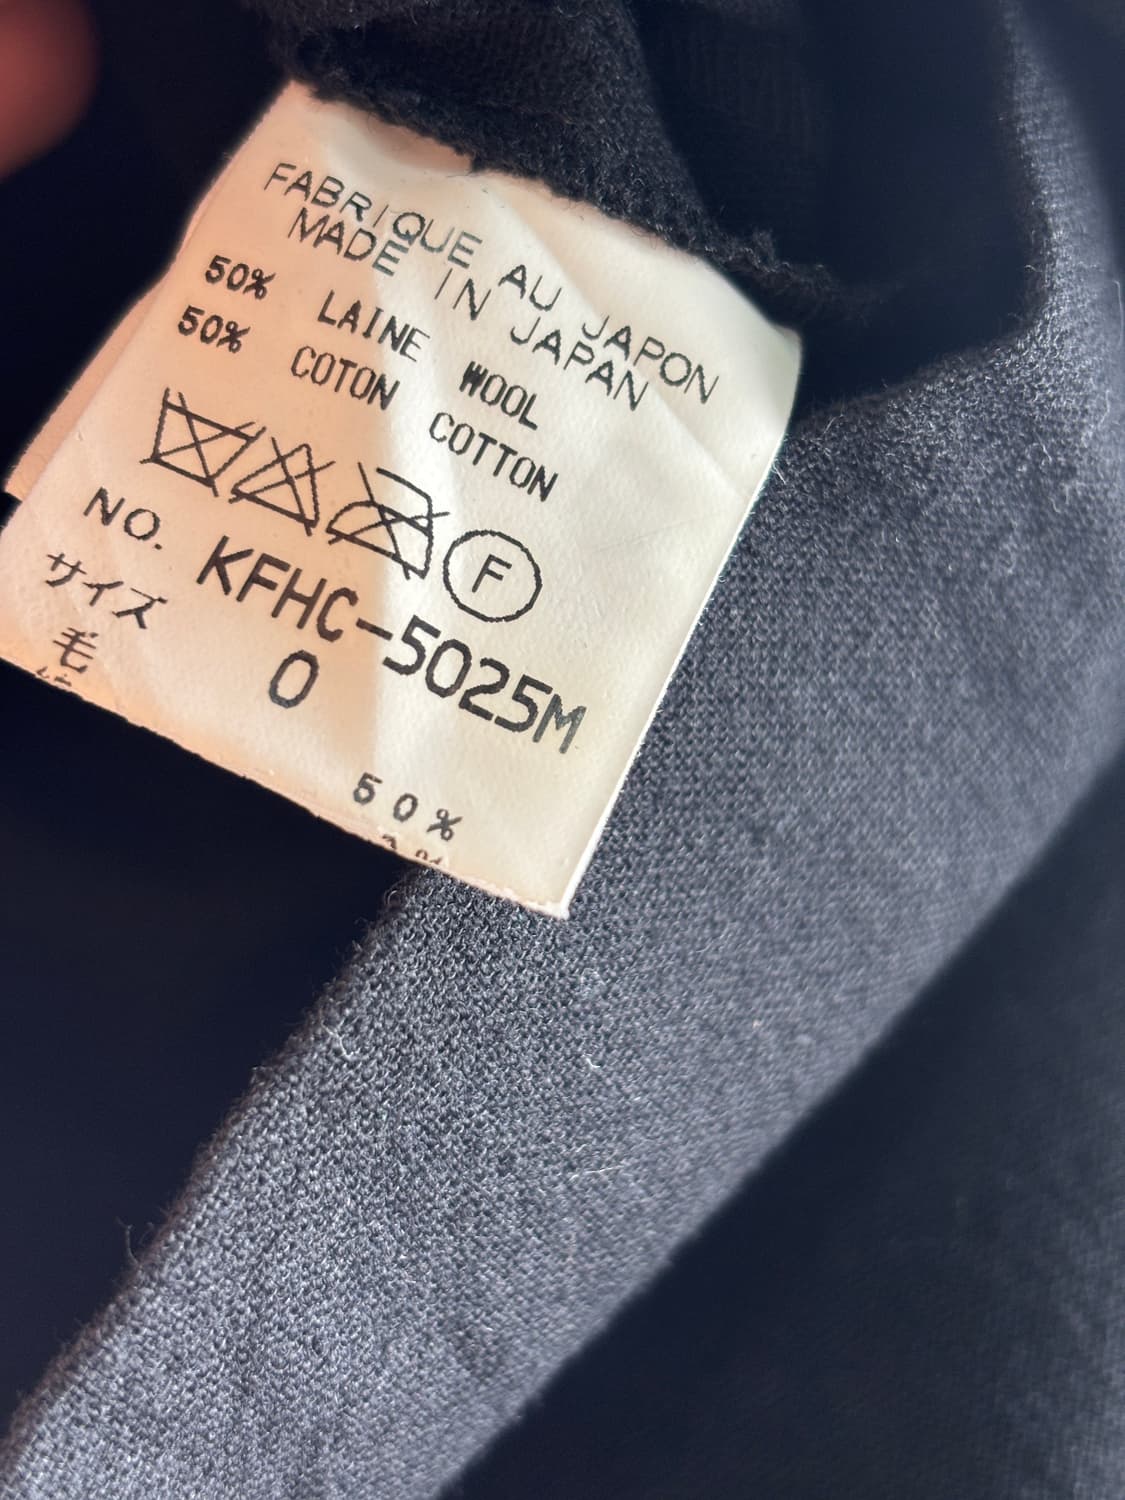 FABRIQUE AU JAPON
MADE IN JAPAN
50% LAINE WOOL
50% COTON COTTON
F
NO. KFHC-5025M
サイズ 0
毛 50%